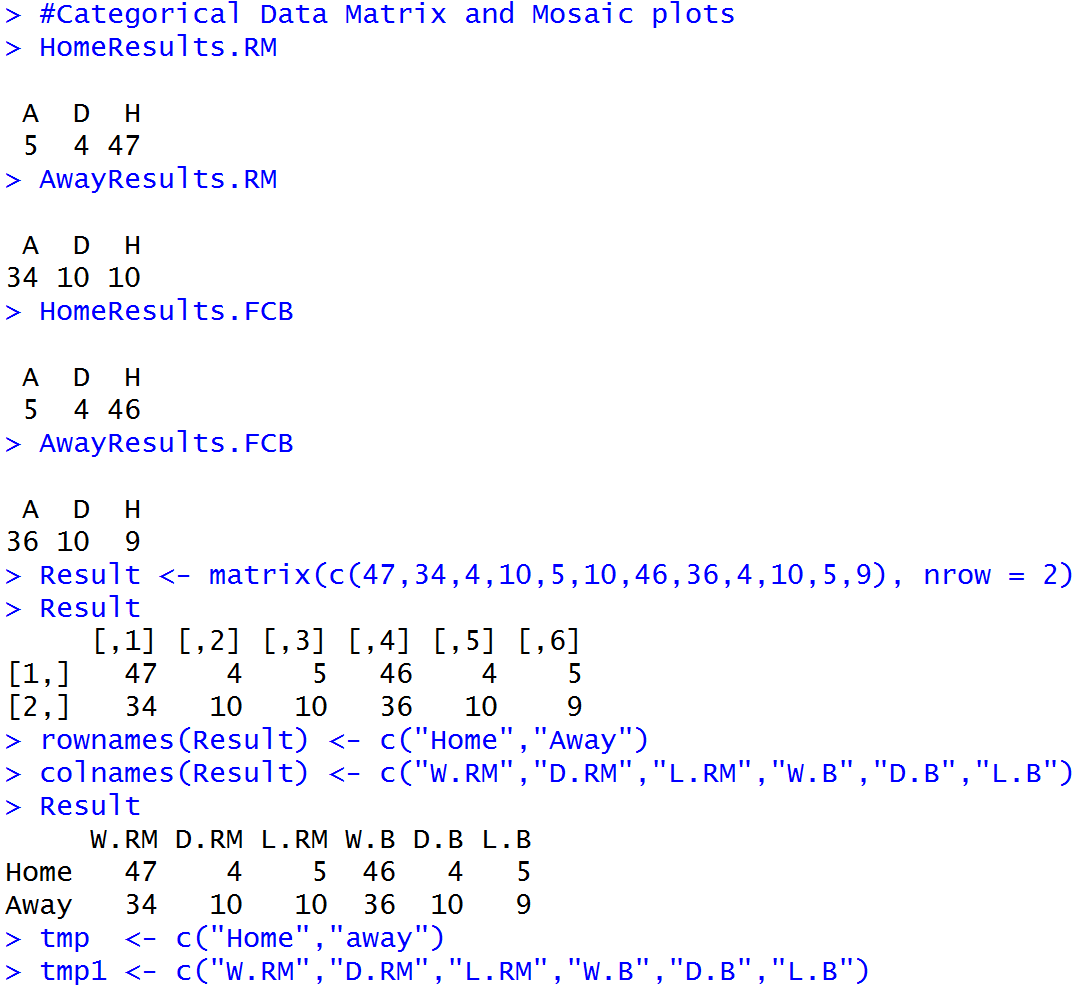 > #Categorical Data Matrix and Mosaic plots
> HomeResults.RM
A D H
5 4 47
> AwayResults.RM
A D H
34 10 10
> HomeResults.FCB
A D H
5 4 46
> AwayResults.FCB
A D H
36 10 9
> Result <- matrix(c(47,34,4,10,5,10,46,36,4,10,5,9), nrow = 2)
> Result
[,1] [,2] [,3] [,4] [,5] [,6]
[1,] 47 4 5 46 4 5
[2,] 34 10 10 36 10 9
> rownames(Result) <- c("Home","Away")
> colnames(Result) <- c("W.RM","D.RM","L.RM","W.B","D.B","L.B")
> Result
W.RM D.RM L.RM W.B D.B L.B
Home 47 4 5 46 4 5
Away 34 10 10 36 10 9
> tmp <- c("Home","away")
> tmp1 <- c("W.RM","D.RM","L.RM","W.B","D.B","L.B")